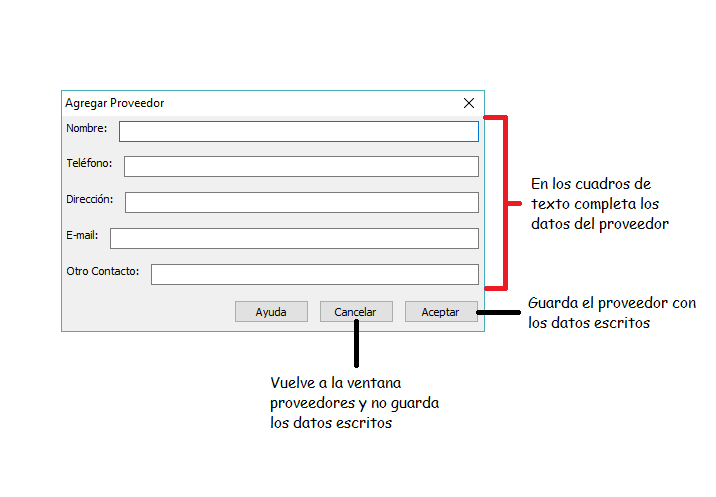 Agregar Proveedor
Nombre:
Teléfono:
Dirección:
E-mail:
Otro Contacto:
Ayuda Cancelar Aceptar
En los cuadros de
texto completa los
datos del proveedor
Guarda el proveedor con
los datos escritos
Vuelve a la ventana
proveedores y no guarda
los datos escritos